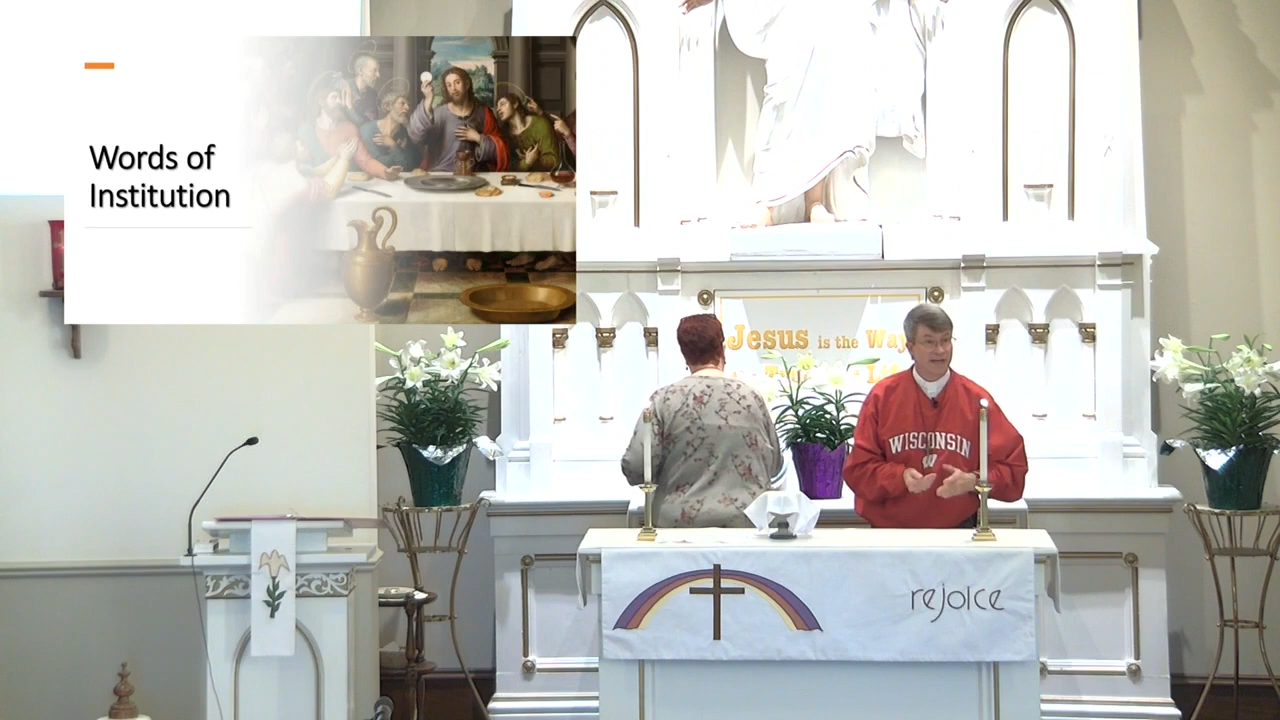 Words of
Institution
Jesus is the Way
WISCONSIN
W
rejoice